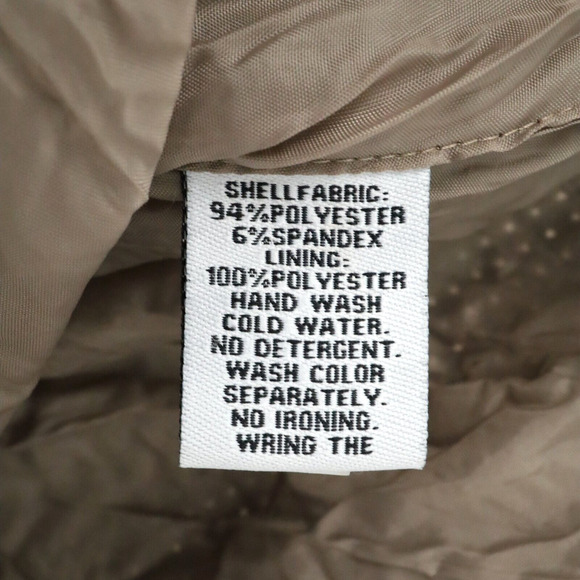 SHELLFABRIC:
94%POLYESTER
6%SPANDEX
LINING:
100%POLYESTER
HAND WASH
COLD WATER.
NO DETERGENT.
WASH COLOR
SEPARATELY.
NO IRONING.
WRING THE